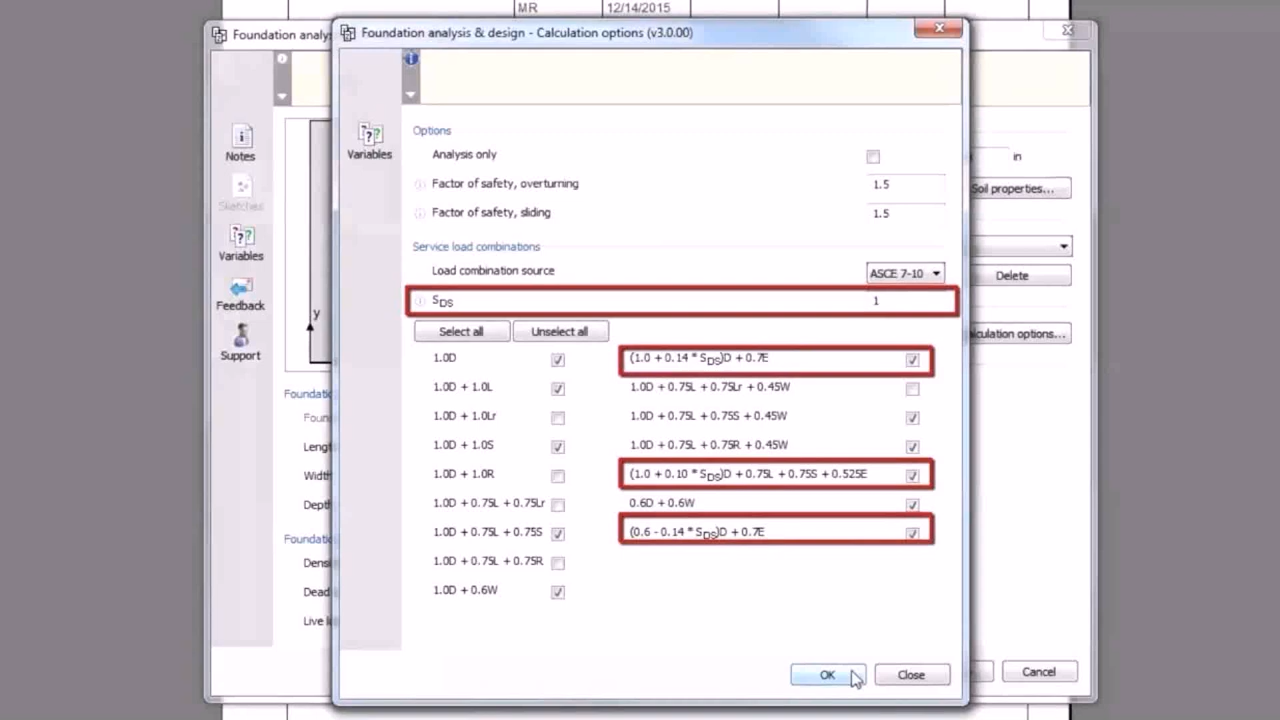 M.R 12/14/2015
Foundation analy
Foundation analysis & design - Calculation options (v3.0.00)
Notes
Sketches
Variables
Feedback
Support
y
Foundatio
Foun
Length
Width
Depth
Foundatio
Densi
Dead
Live l
Variables
Options
Analysis only
Factor of safety, overturning 1.5
Factor of safety, sliding 1.5
Service load combinations
Load combination source ASCE 7-10
SDS 1
Select all Unselect all
1.0D
1.0D + 1.0L
1.0D + 1.0Lr
1.0D + 1.0S
1.0D + 1.0R
1.0D + 0.75L + 0.75Lr
1.0D + 0.75L + 0.75S
1.0D + 0.75L + 0.75R
1.0D + 0.6W
(1.0 + 0.14 * SDS)D + 0.7E
1.0D + 0.75L + 0.75Lr + 0.45W
1.0D + 0.75L + 0.75S + 0.45W
1.0D + 0.75L + 0.75R + 0.45W
(1.0 + 0.10 * SDS)D + 0.75L + 0.75S + 0.525E
0.6D + 0.6W
(0.6 - 0.14 * SDS)D + 0.7E
OK Close
in
Soil properties...
Delete
lculation options...
Cancel